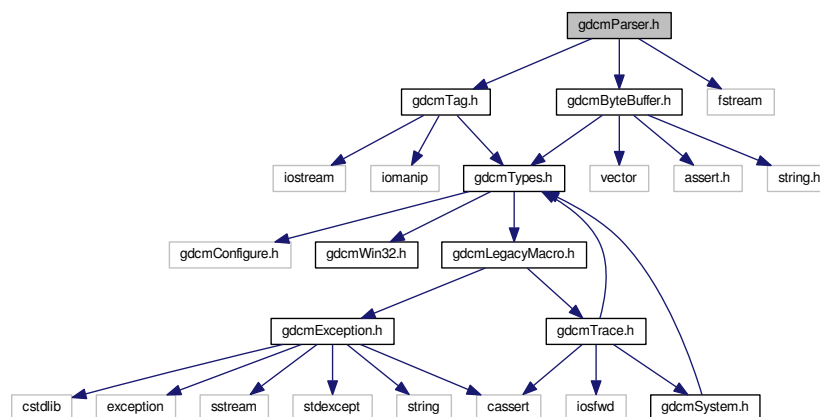 gdcmParser.h
gdcmTag.h
gdcmByteBuffer.h
fstream
iostream
iomanip
gdcmTypes.h
vector
assert.h
string.h
gdcmConfigure.h
gdcmWin32.h
gdcmLegacyMacro.h
gdcmException.h
gdcmTrace.h
cstdlib
exception
sstream
stdexcept
string
cassert
iosfwd
gdcmSystem.h